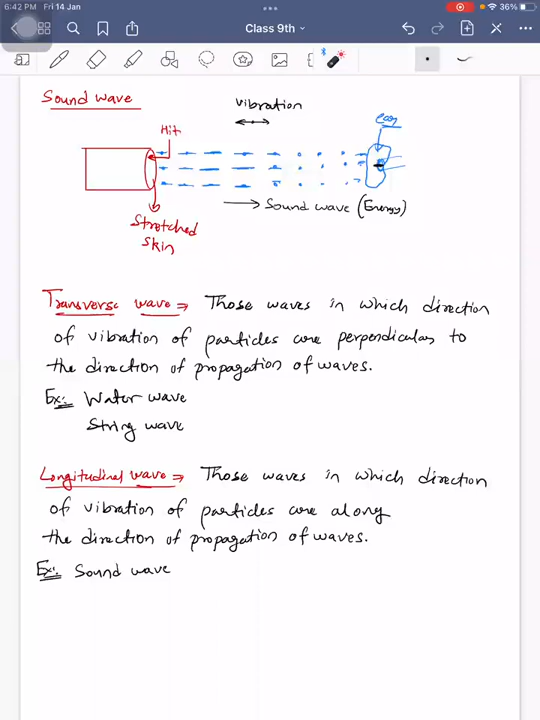 6:42 PM Fri 14 Jan
36%
Class 9th
Sound wave
vibration
ear
Hit
Sound wave (Energy)
Stretched
skin
Transverse wave ⇒ Those waves in which direction
of vibration of particles are perpendicular to
the direction of propagation of waves.
Ex:. Water wave
String wave
Longitudinal wave ⇒ Those waves in which direction
of vibration of particles are along
the direction of propagation of waves.
Ex:. Sound wave